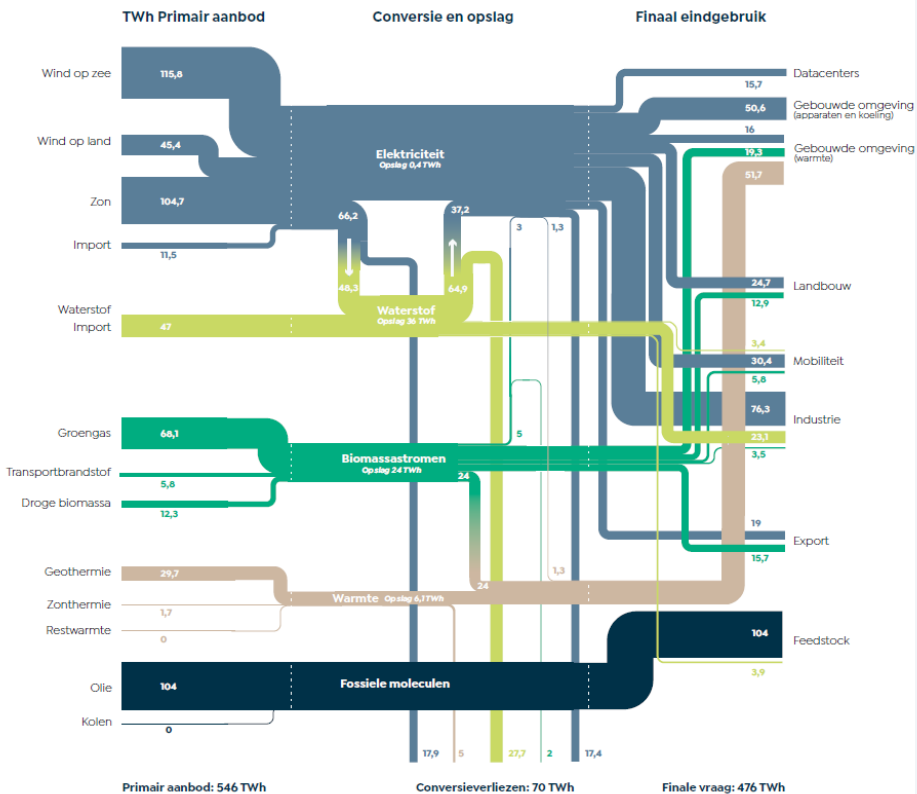 TWh Primair aanbod
Conversie en opslag
Finaal eindgebruik
Wind op zee
115,8
Wind op land
45,4
Zon
104,7
Import
11,5
Waterstof
Import
47
Groengas
68,1
Transportbrandstof
5,8
Droge biomassa
12,3
Geothermie
29,7
Zonthermie
1,7
Restwarmte
0
Olie
104
Kolen
0
Elektriciteit
Opslag 0,4 TWh
66,2
37,2
48,3
64,9
Waterstof
Opslag 36 TWh
3
1,3
5
Biomassastromen
Opslag 24 TWh
24
24
1,3
Warmte Opslag 6,1 TWh
Fossiele moleculen
17,9
5
27,7
2
17,4
Datacenters
15,7
50,6
Gebouwde omgeving
(apparaten en koeling)
16
19,3
Gebouwde omgeving
(warmte)
51,7
24,7
Landbouw
12,9
3,4
30,4
Mobiliteit
5,8
76,3
Industrie
23,1
3,5
19
Export
15,7
104
Feedstock
3,9
Primair aanbod: 546 TWh
Conversieverliezen: 70 TWh
Finale vraag: 476 TWh